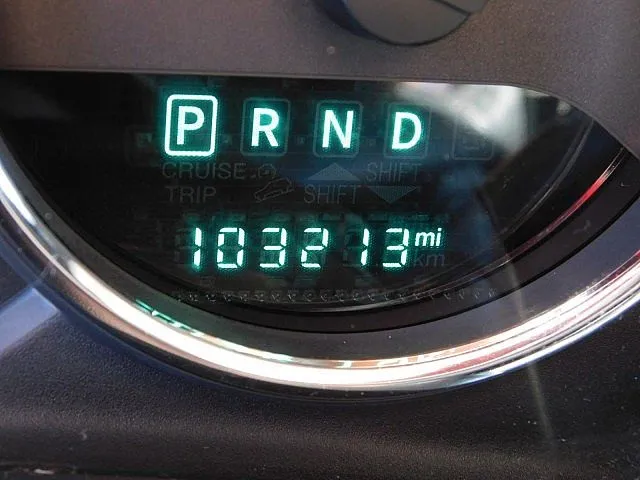 P R N D
CRUISE SHIFT
TRIP SHIFT
103213 mi
km